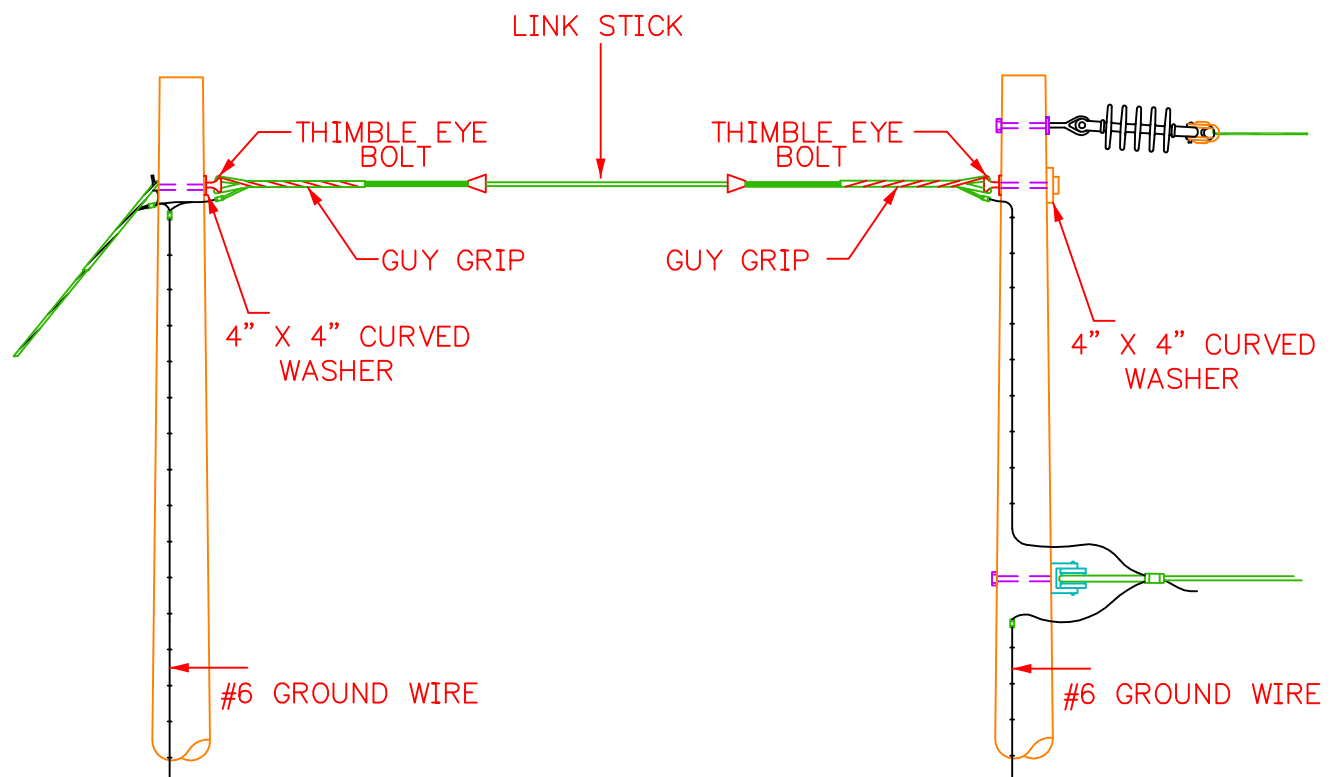 LINK STICK
THIMBLE EYE
BOLT
THIMBLE EYE
BOLT
GUY GRIP
GUY GRIP
4” X 4” CURVED
WASHER
4” X 4” CURVED
WASHER
#6 GROUND WIRE
#6 GROUND WIRE